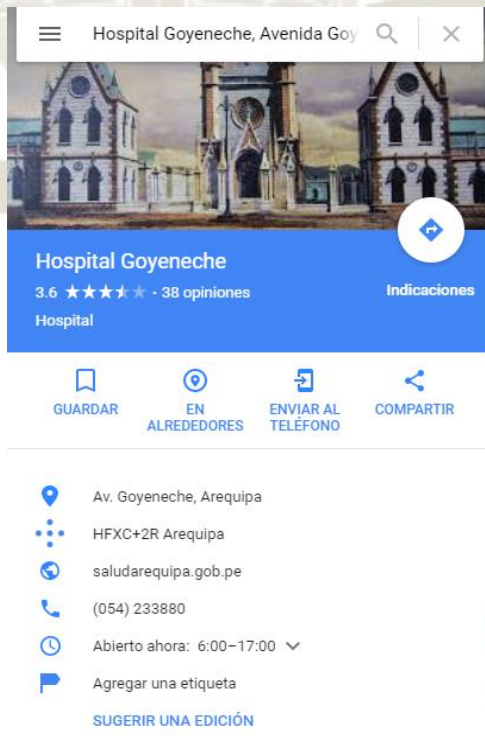 Hospital Goyeneche, Avenida Goy
Hospital Goyeneche
3.6 ★★★★★ - 38 opiniones
Indicaciones
Hospital
GUARDAR
EN ALREDEDORES
ENVIAR AL TELÉFONO
COMPARTIR
Av. Goyeneche, Arequipa
HFXC+2R Arequipa
saludarequipa.gob.pe
(054) 233880
Abierto ahora: 6:00–17:00
Agregar una etiqueta
SUGERIR UNA EDICIÓN